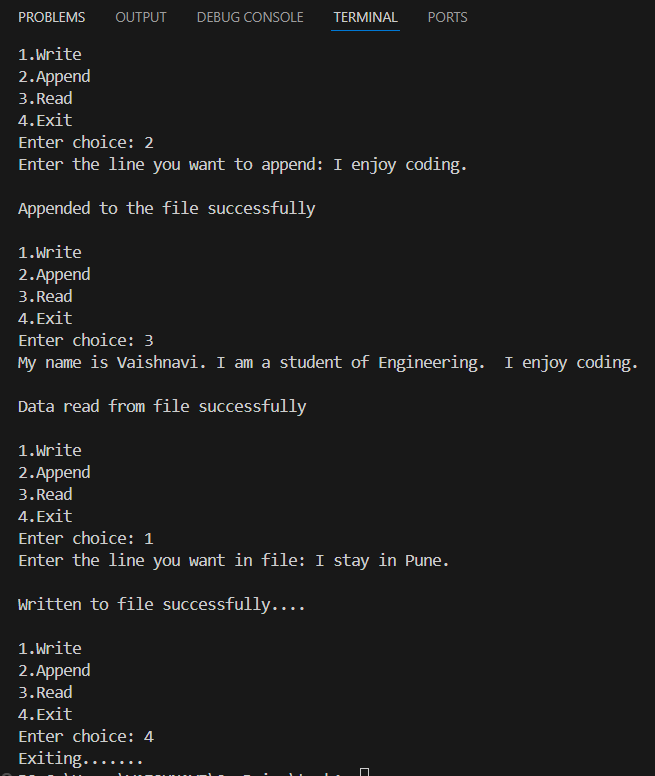 PROBLEMS OUTPUT DEBUG CONSOLE TERMINAL PORTS
1.Write
2.Append
3.Read
4.Exit
Enter choice: 2
Enter the line you want to append: I enjoy coding.
Appended to the file successfully
1.Write
2.Append
3.Read
4.Exit
Enter choice: 3
My name is Vaishnavi. I am a student of Engineering.  I enjoy coding.
Data read from file successfully
1.Write
2.Append
3.Read
4.Exit
Enter choice: 1
Enter the line you want in file: I stay in Pune.
Written to file successfully....
1.Write
2.Append
3.Read
4.Exit
Enter choice: 4
Exiting.......